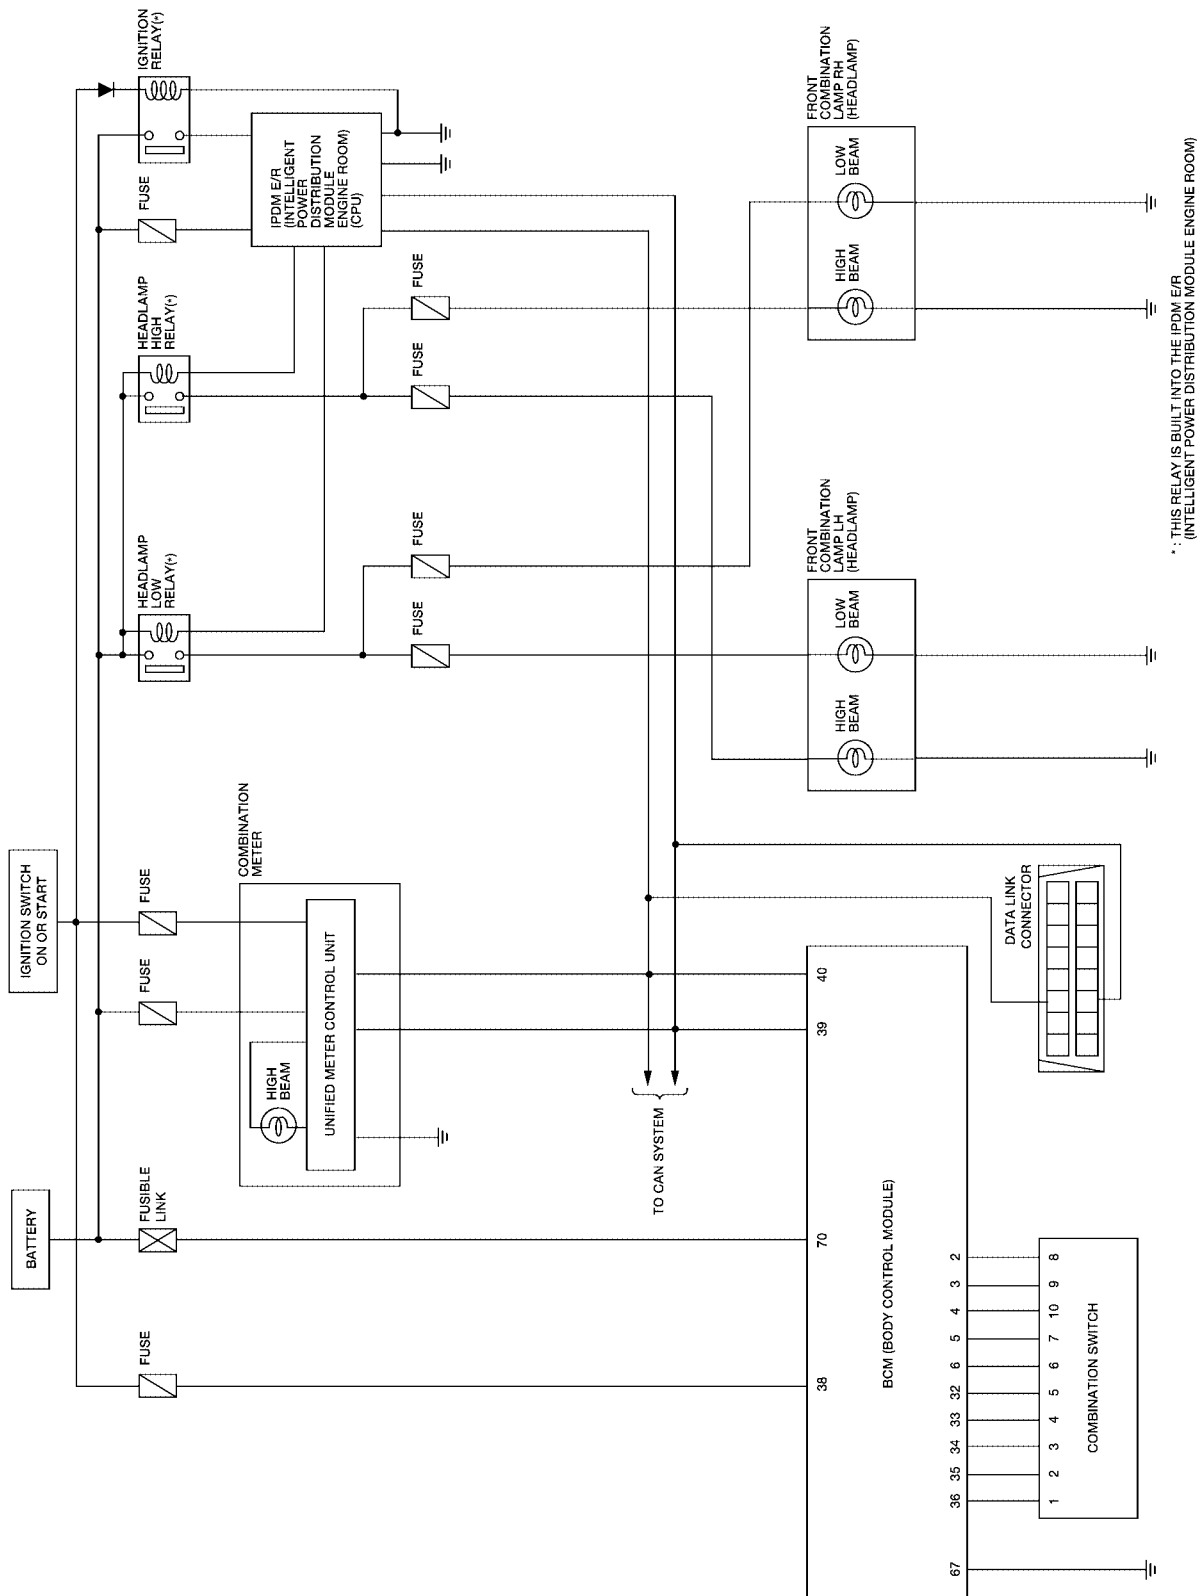 BATTERY
IGNITION SWITCH
ON OR START
FUSE
FUSIBLE
LINK
FUSE
FUSE
HEADLAMP
LOW
RELAY(*)
HEADLAMP
HIGH
RELAY(*)
FUSE
IGNITION
RELAY(*)
COMBINATION
METER
HIGH
BEAM
UNIFIED METER CONTROL UNIT
IPDM E/R
(INTELLIGENT
POWER
DISTRIBUTION
MODULE
ENGINE ROOM)
(CPU)
FUSE
FUSE
FUSE
FUSE
TO CAN SYSTEM
38
70
39
40
BCM (BODY CONTROL MODULE)
67
36
35
34
33
32
6
5
4
3
2
1
2
3
4
5
6
7
10
9
8
COMBINATION SWITCH
DATA LINK
CONNECTOR
FRONT
COMBINATION
LAMP LH
(HEADLAMP)
HIGH
BEAM
LOW
BEAM
FRONT
COMBINATION
LAMP RH
(HEADLAMP)
HIGH
BEAM
LOW
BEAM
* : THIS RELAY IS BUILT INTO THE IPDM E/R
(INTELLIGENT POWER DISTRIBUTION MODULE ENGINE ROOM)